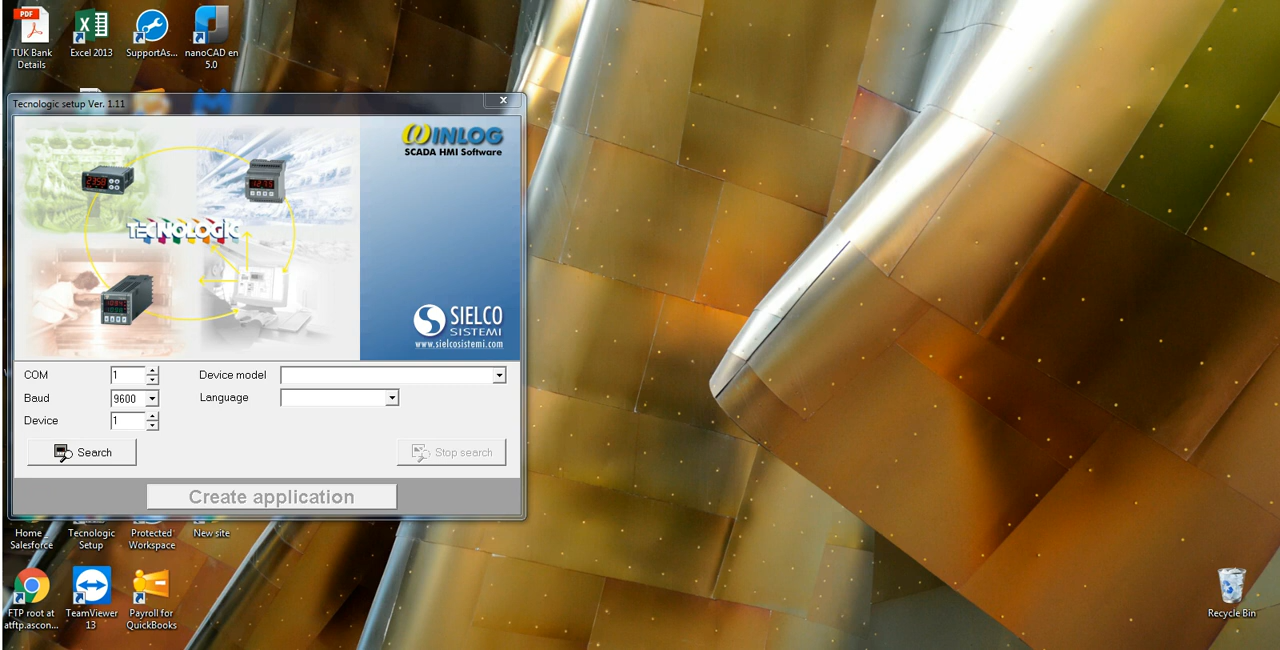 PDF
TUK Bank
Details
Excel 2013
SupportAs...
nanoCAD en
5.0
Tecnologic setup Ver. 1.11
WINLOG
SCADA HMI Software
TECNOLOGIC
SIELCO
SISTEMI
www.sielcosistemi.com
COM
1
Device model
Baud
9600
Language
Device
1
Search
Stop search
Create application
Home _
Salesforce
Tecnologic
Setup
Protected
Workspace
New site
FTP root at
atftp.ascon...
TeamViewer
13
Payroll for
QuickBooks
Recycle Bin